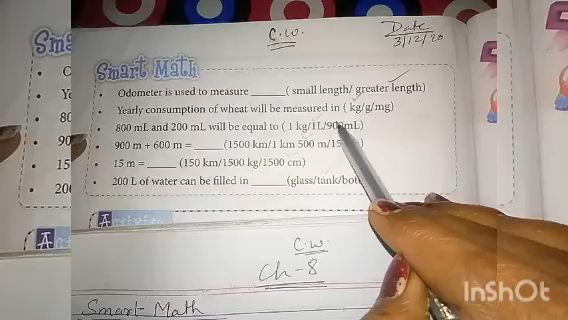 C.W.
Date
3/12/20
Smart Math
Odometer is used to measure ______( small length/ greater length)
Yearly consumption of wheat will be measured in ( kg/g/mg)
800 mL and 200 mL will be equal to ( 1 kg/1L/900mL)
900 m + 600 m = _____ (1500 km/1 km 500 m/15
15 m = _____ (150 km/1500 kg/1500 cm)
200 L of water can be filled in _____ (glass/tank/bot
C.W.
Ch-8
Smart Math
InShOt